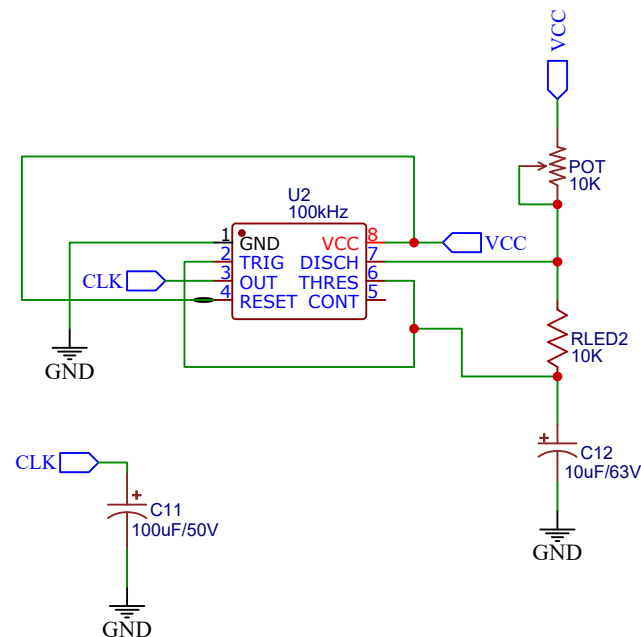 VCC
POT
10K
U2
100kHz
1 GND VCC 8
2 TRIG DISCH 7
3 OUT THRES 6
4 RESET CONT 5
VCC
CLK
GND
RLED2
10K
CLK
C11
100uF/50V
GND
C12
10uF/63V
GND